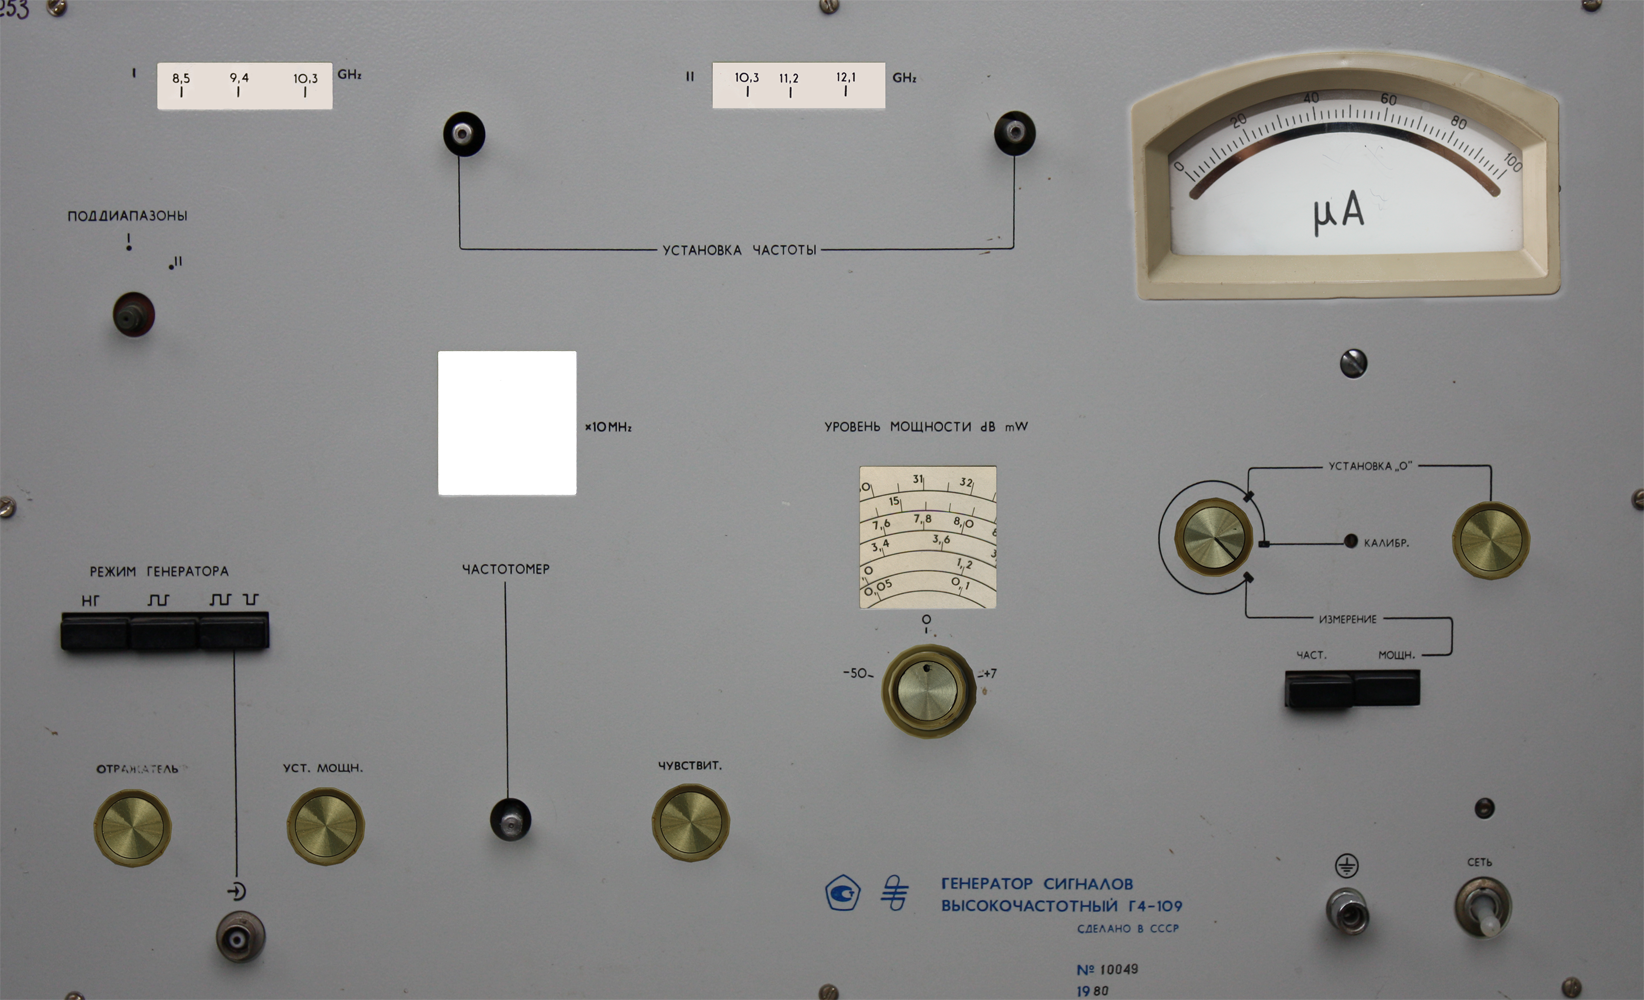 253
I 8,5 9,4 10,3 GHz
II 10,3 11,2 12,1 GHz
0 20 40 60 80 100
µA
ПОДДИАПАЗОНЫ
I
II
УСТАНОВКА ЧАСТОТЫ
×10MHz
УРОВЕНЬ МОЩНОСТИ dB mW
31 32
15
7,6 7,8 8,0
3,4 3,6
0 1,2
0,05 0,1
0
-50 +7
УСТАНОВКА „О"
КАЛИБР.
ИЗМЕРЕНИЕ
ЧАСТ. МОЩН.
РЕЖИМ ГЕНЕРАТОРА
НГ
ЧАСТОТОМЕР
ОТРАЖАТЕЛЬ
УСТ. МОЩН.
ЧУВСТВИТ.
СЕТЬ
ГЕНЕРАТОР СИГНАЛОВ
ВЫСОКОЧАСТОТНЫЙ Г4-109
СДЕЛАНО В СССР
№ 10049
1980